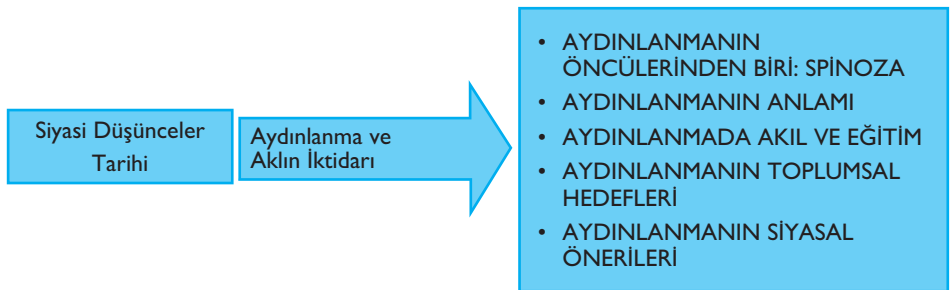 Siyasi Düşünceler
Tarihi
Aydınlanma ve
Aklın İktidarı
• AYDINLANMANIN
ÖNCÜLERİNDEN BİRİ: SPİNOZA
• AYDINLANMANIN ANLAMI
• AYDINLANMADA AKIL VE EĞİTİM
• AYDINLANMANIN TOPLUMSAL
HEDEFLERİ
• AYDINLANMANIN SİYASAL
ÖNERİLERİ